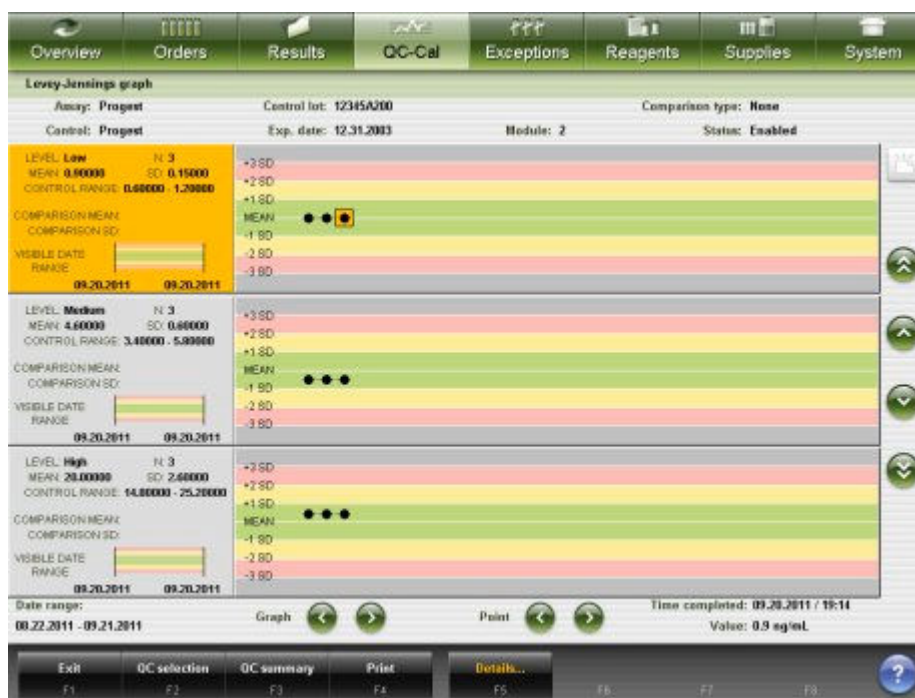 Overview Orders Results QC-Cal Exceptions Reagents Supplies System
Levey-Jennings graph
Assay: Progest Control lot: 12345A200 Comparison type: None
Control: Progest Exp. date: 12.31.2003 Module: 2 Status: Enabled
LEVEL: Low N: 3
MEAN: 0.90000 SD: 0.15000
CONTROL RANGE: 0.60000 - 1.20000
COMPARISON MEAN:
COMPARISON SD:
VISIBLE DATE
RANGE
09.20.2011 09.20.2011
+3 SD
+2 SD
+1 SD
MEAN
-1 SD
-2 SD
-3 SD
LEVEL: Medium N: 3
MEAN: 4.60000 SD: 0.60000
CONTROL RANGE: 3.40000 - 5.80000
COMPARISON MEAN:
COMPARISON SD:
VISIBLE DATE
RANGE
09.20.2011 09.20.2011
+3 SD
+2 SD
+1 SD
MEAN
-1 SD
-2 SD
-3 SD
LEVEL: High N: 3
MEAN: 20.00000 SD: 2.60000
CONTROL RANGE: 14.80000 - 25.20000
COMPARISON MEAN:
COMPARISON SD:
VISIBLE DATE
RANGE
09.20.2011 09.20.2011
+3 SD
+2 SD
+1 SD
MEAN
-1 SD
-2 SD
-3 SD
Date range: Time completed: 09.20.2011 / 19:14
08.22.2011 - 09.21.2011 Graph Point Value: 0.9 ng/mL
Exit QC selection QC summary Print Details...
F1 F2 F3 F4 F5 F6 F7 F8
?